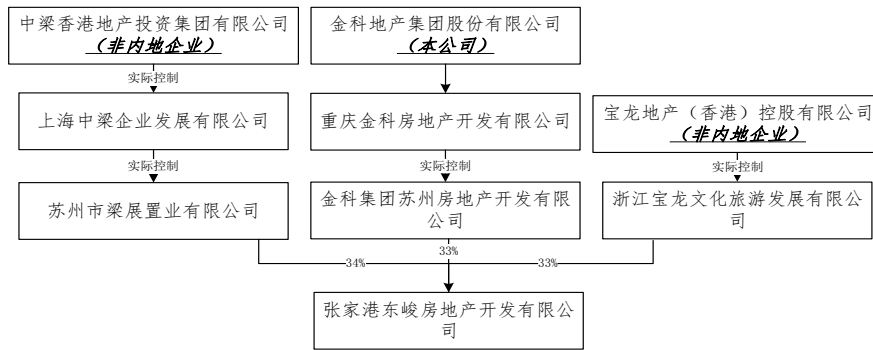 中梁香港地产投资集团有限公司
（非内地企业）
金科地产集团股份有限公司
（本公司）
实际控制
上海中梁企业发展有限公司
重庆金科房地产开发有限公司
宝龙地产（香港）控股有限公司
（非内地企业）
实际控制
实际控制
实际控制
苏州市梁展置业有限公司
金科集团苏州房地产开发有限
公司
浙江宝龙文化旅游发展有限公
司
34%
33%
33%
张家港东峻房地产开发有限公
司